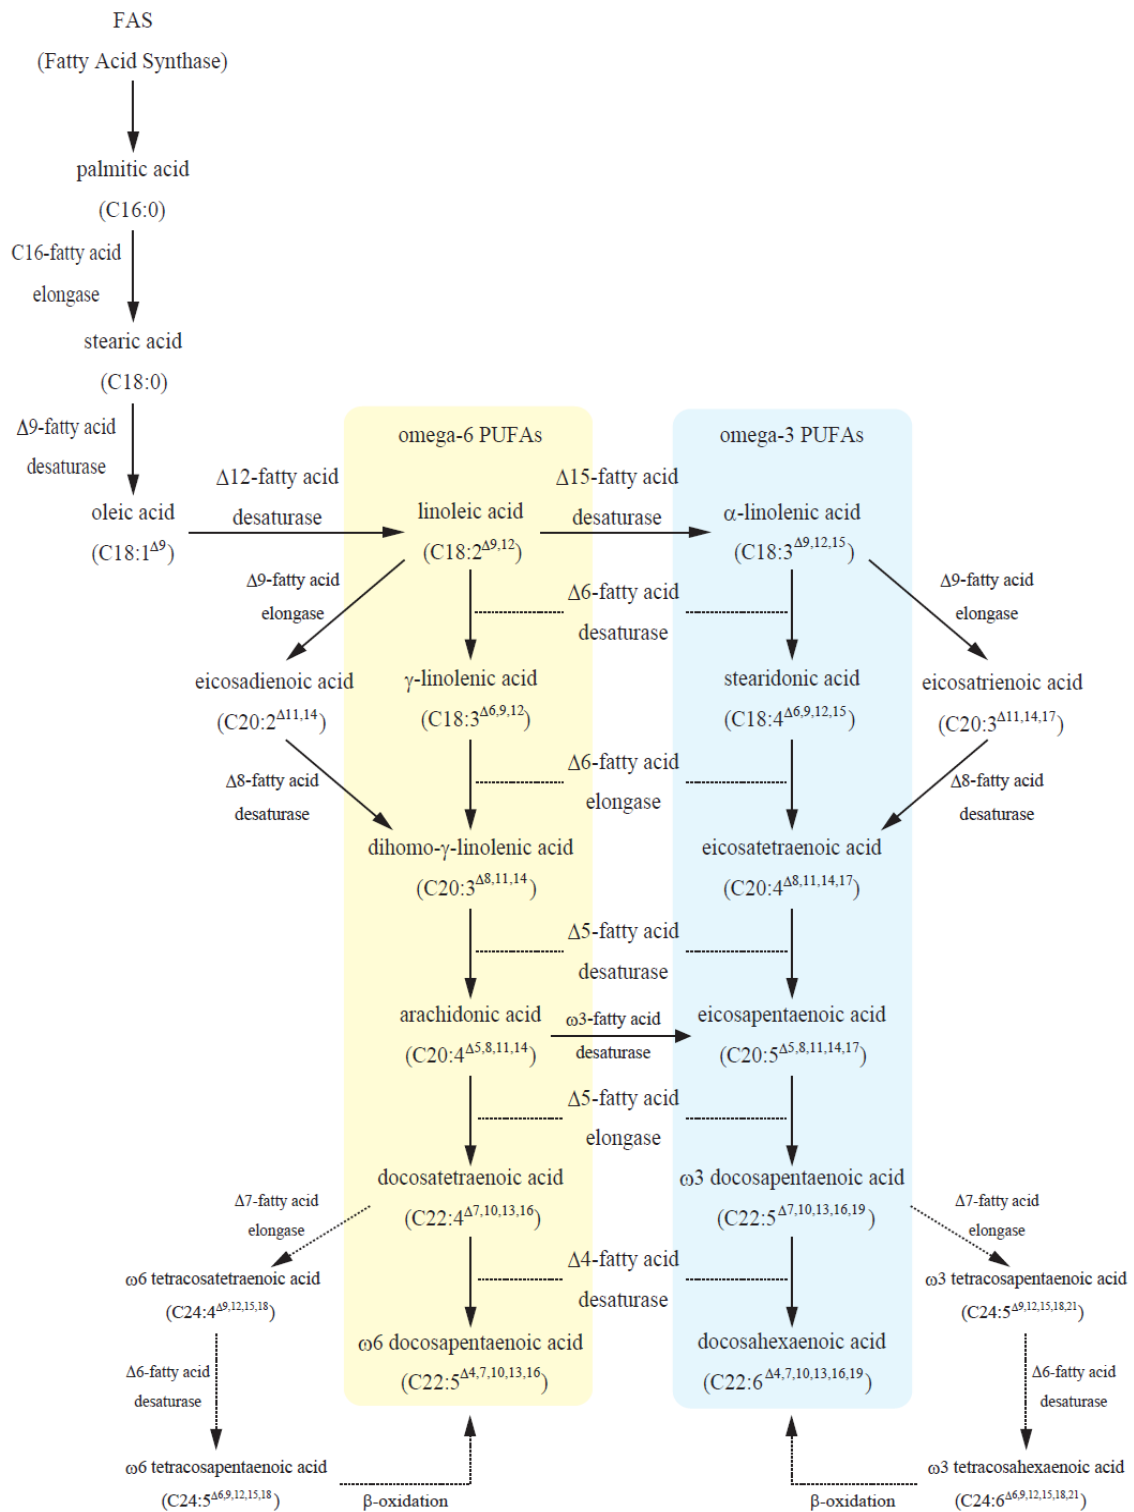 FAS
(Fatty Acid Synthase)
palmitic acid
(C16:0)
C16-fatty acid
elongase
stearic acid
(C18:0)
Δ9-fatty acid
desaturase
oleic acid
(C18:1Δ9)
Δ12-fatty acid
desaturase
omega-6 PUFAs
linoleic acid
(C18:2Δ9,12)
Δ15-fatty acid
desaturase
omega-3 PUFAs
α-linolenic acid
(C18:3Δ9,12,15)
Δ9-fatty acid
elongase
Δ6-fatty acid
desaturase
Δ9-fatty acid
elongase
eicosadienoic acid
(C20:2Δ11,14)
γ-linolenic acid
(C18:3Δ6,9,12)
stearidonic acid
(C18:4Δ6,9,12,15)
eicosatrienoic acid
(C20:3Δ11,14,17)
Δ8-fatty acid
desaturase
Δ6-fatty acid
elongase
Δ8-fatty acid
desaturase
dihomo-γ-linolenic acid
(C20:3Δ8,11,14)
eicosatetraenoic acid
(C20:4Δ8,11,14,17)
Δ5-fatty acid
desaturase
arachidonic acid
(C20:4Δ5,8,11,14)
ω3-fatty acid
desaturase
eicosapentaenoic acid
(C20:5Δ5,8,11,14,17)
Δ5-fatty acid
elongase
docosatetraenoic acid
(C22:4Δ7,10,13,16)
ω3 docosapentaenoic acid
(C22:5Δ7,10,13,16,19)
Δ7-fatty acid
elongase
Δ4-fatty acid
desaturase
Δ7-fatty acid
elongase
ω6 tetracosatetraenoic acid
(C24:4Δ9,12,15,18)
ω3 tetracosapentaenoic acid
(C24:5Δ9,12,15,18,21)
ω6 docosapentaenoic acid
(C22:5Δ4,7,10,13,16)
docosahexaenoic acid
(C22:6Δ4,7,10,13,16,19)
Δ6-fatty acid
desaturase
Δ6-fatty acid
desaturase
ω6 tetracosapentaenoic acid
(C24:5Δ6,9,12,15,18)
β-oxidation
β-oxidation
ω3 tetracosahexaenoic acid
(C24:6Δ6,9,12,15,18,21)